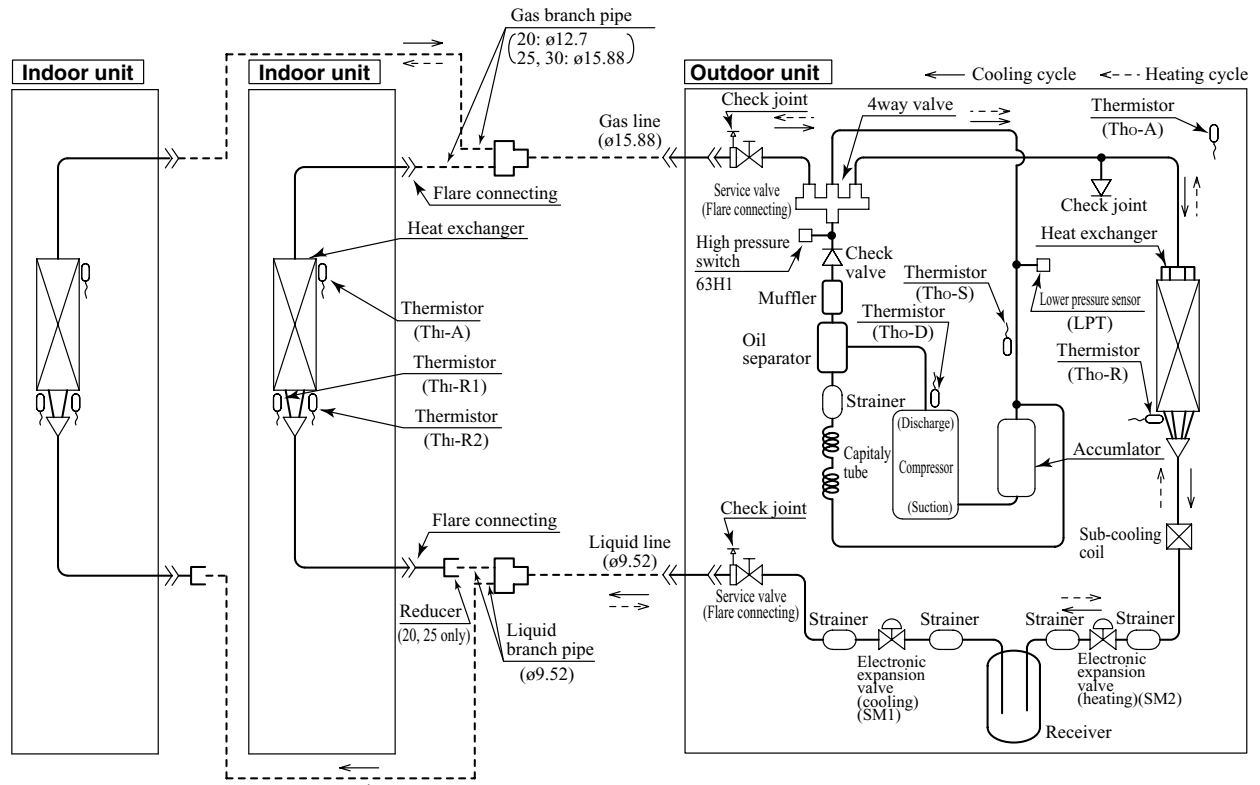 Gas branch pipe
(20: ø12.7
25, 30: ø15.88)
Indoor unit
Indoor unit
Outdoor unit
Cooling cycle
Heating cycle
Check joint
4way valve
Thermistor
(Tho-A)
Gas line
(ø15.88)
Flare connecting
Service valve
(Flare connecting)
Check joint
Heat exchanger
Heat exchanger
High pressure
switch
63H1
Check
valve
Thermistor
(Tho-S)
Lower pressure sensor
(LPT)
Muffler
Thermistor
(ThI-A)
Thermistor
(Tho-D)
Oil
separator
Thermistor
(Tho-R)
Thermistor
(ThI-R1)
Thermistor
(ThI-R2)
Strainer
(Discharge)
Compressor
(Suction)
Capitaly
tube
Accumlator
Flare connecting
Check joint
Liquid line
(ø9.52)
Sub-cooling
coil
Reducer
(20, 25 only)
Liquid
branch pipe
(ø9.52)
Service valve
(Flare connecting)
Strainer
Strainer
Strainer
Strainer
Electronic
expansion
valve
(cooling)
(SM1)
Electronic
expansion
valve
(heating)(SM2)
Receiver